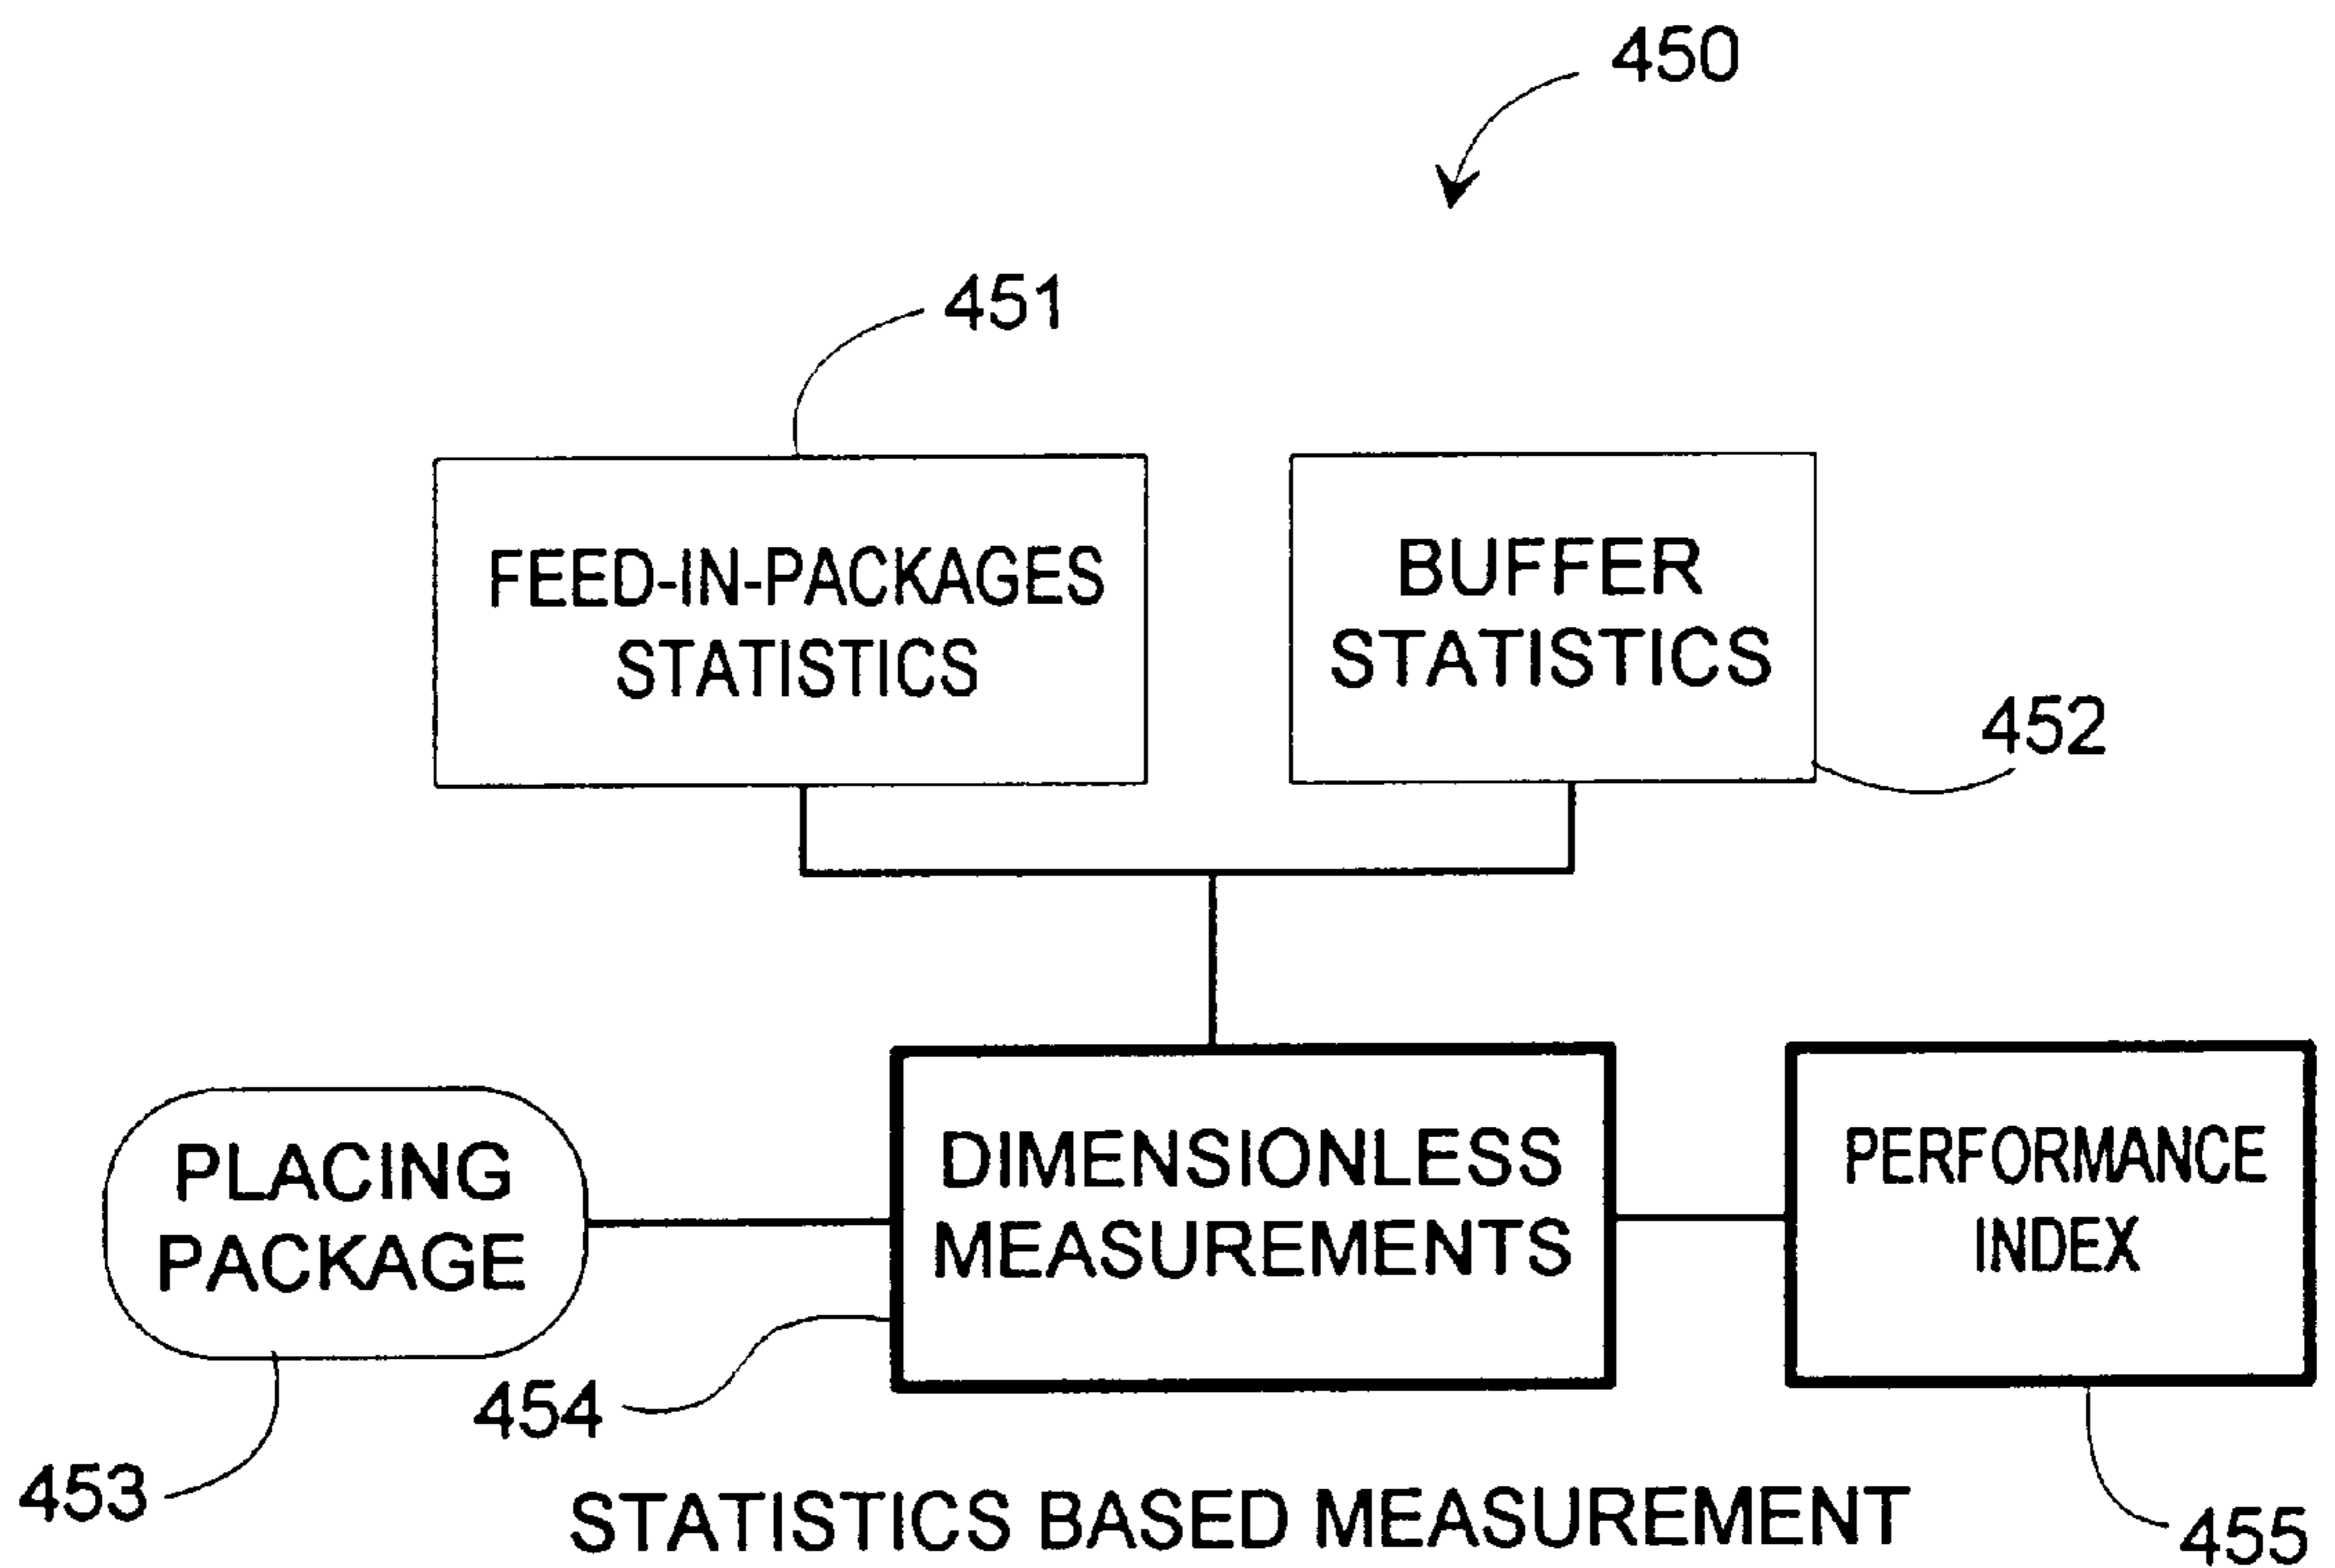 450
451
FEED-IN-PACKAGES
STATISTICS
BUFFER
STATISTICS
452
PLACING
PACKAGE
DIMENSIONLESS
MEASUREMENTS
PERFORMANCE
INDEX
454
453
STATISTICS BASED MEASUREMENT
455